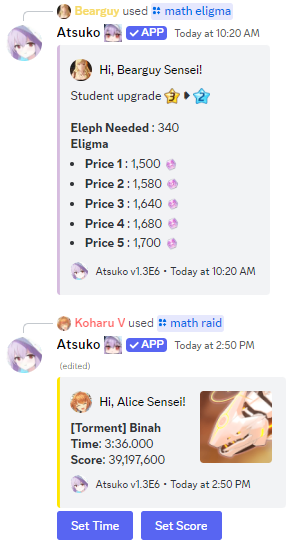 Bearguy used math eligma
Atsuko APP Today at 10:20 AM
Hi, Bearguy Sensei!
Student upgrade 3 2
Eleph Needed : 340
Eligma
• Price 1 : 1,500
• Price 2 : 1,580
• Price 3 : 1,640
• Price 4 : 1,680
• Price 5 : 1,700
Atsuko v1.3E6 • Today at 10:20 AM
Koharu V used math raid
Atsuko APP Today at 2:50 PM
(edited)
Hi, Alice Sensei!
[Torment] Binah
Time: 3:36.000
Score: 39,197,600
Atsuko v1.3E6 • Today at 2:50 PM
Set Time Set Score